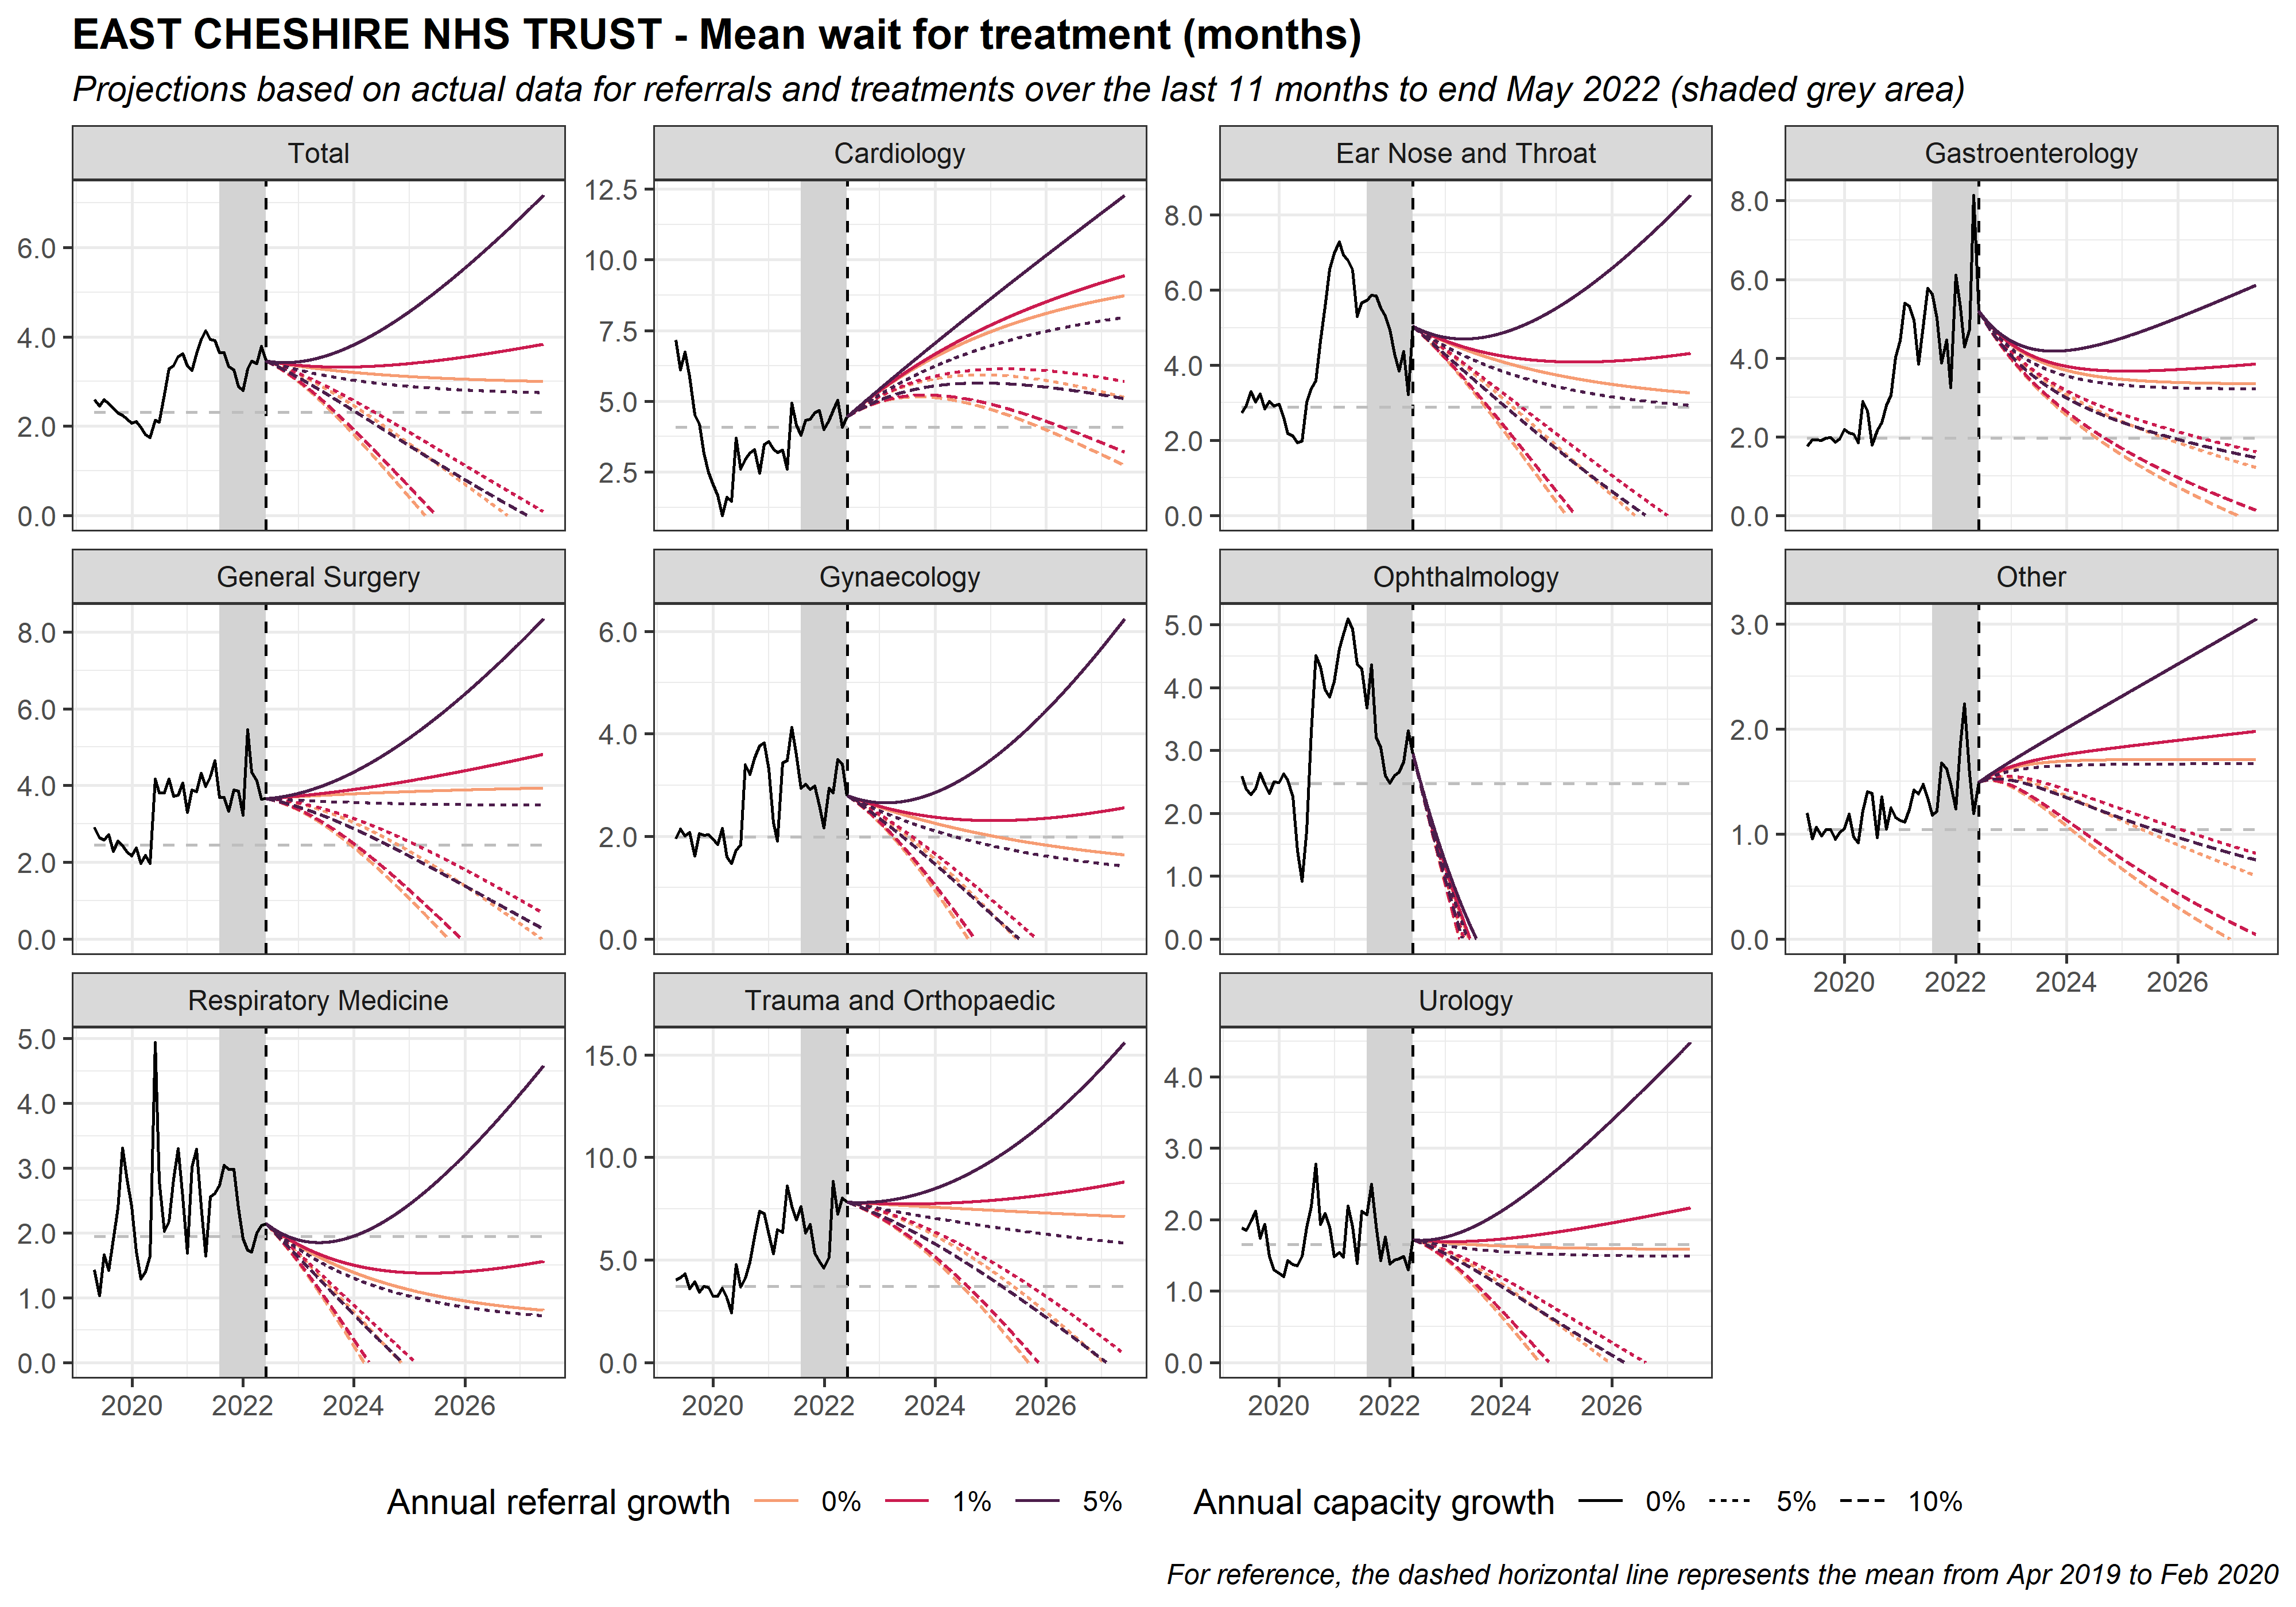 EAST CHESHIRE NHS TRUST - Mean wait for treatment (months)
Projections based on actual data for referrals and treatments over the last 11 months to end May 2022 (shaded grey area)
Total
6.0
4.0
2.0
0.0
Cardiology
12.5
10.0
7.5
5.0
2.5
Ear Nose and Throat
8.0
6.0
4.0
2.0
0.0
Gastroenterology
8.0
6.0
4.0
2.0
0.0
General Surgery
8.0
6.0
4.0
2.0
0.0
Gynaecology
6.0
4.0
2.0
0.0
Ophthalmology
5.0
4.0
3.0
2.0
1.0
0.0
Other
3.0
2.0
1.0
0.0
2020 2022 2024 2026
Respiratory Medicine
5.0
4.0
3.0
2.0
1.0
0.0
2020 2022 2024 2026
Trauma and Orthopaedic
15.0
10.0
5.0
0.0
2020 2022 2024 2026
Urology
4.0
3.0
2.0
1.0
0.0
2020 2022 2024 2026
Annual referral growth 0% 1% 5% Annual capacity growth 0% 5% 10%
For reference, the dashed horizontal line represents the mean from Apr 2019 to Feb 2020